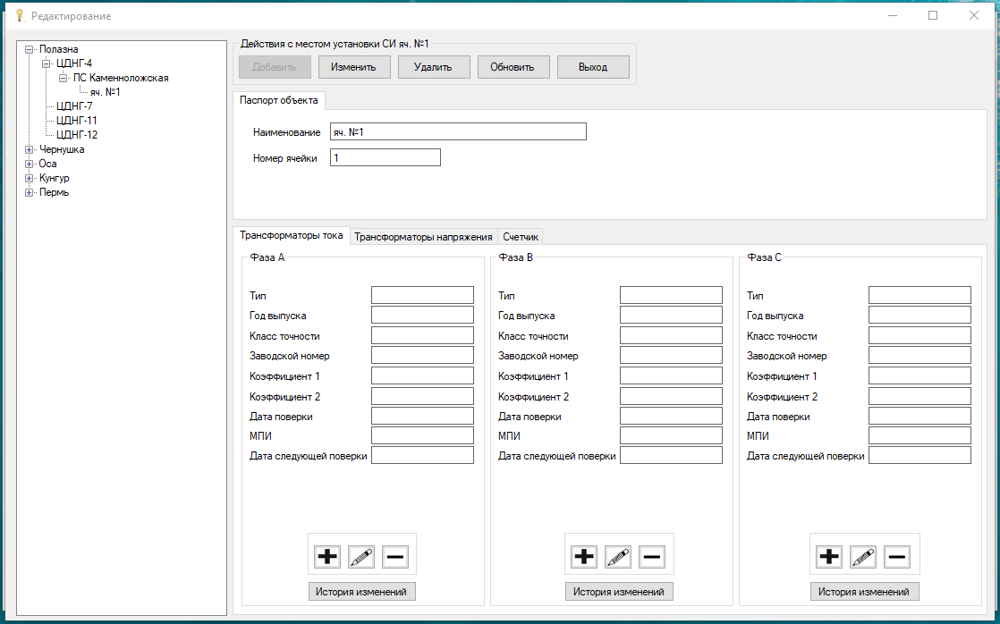 Редактирование
Полазна
ЦДНГ-4
ПС Каменноложская
яч. №1
ЦДНГ-7
ЦДНГ-11
ЦДНГ-12
Чернушка
Оса
Кунгур
Пермь
Действия с местом установки СИ яч. №1
Добавить Изменить Удалить Обновить Выход
Паспорт объекта
Наименование яч. №1
Номер ячейки 1
Трансформаторы тока Трансформаторы напряжения Счетчик
Фаза A
Тип
Год выпуска
Класс точности
Заводской номер
Коэффициент 1
Коэффициент 2
Дата поверки
МПИ
Дата следующей поверки
История изменений
Фаза B
Тип
Год выпуска
Класс точности
Заводской номер
Коэффициент 1
Коэффициент 2
Дата поверки
МПИ
Дата следующей поверки
История изменений
Фаза C
Тип
Год выпуска
Класс точности
Заводской номер
Коэффициент 1
Коэффициент 2
Дата поверки
МПИ
Дата следующей поверки
История изменений